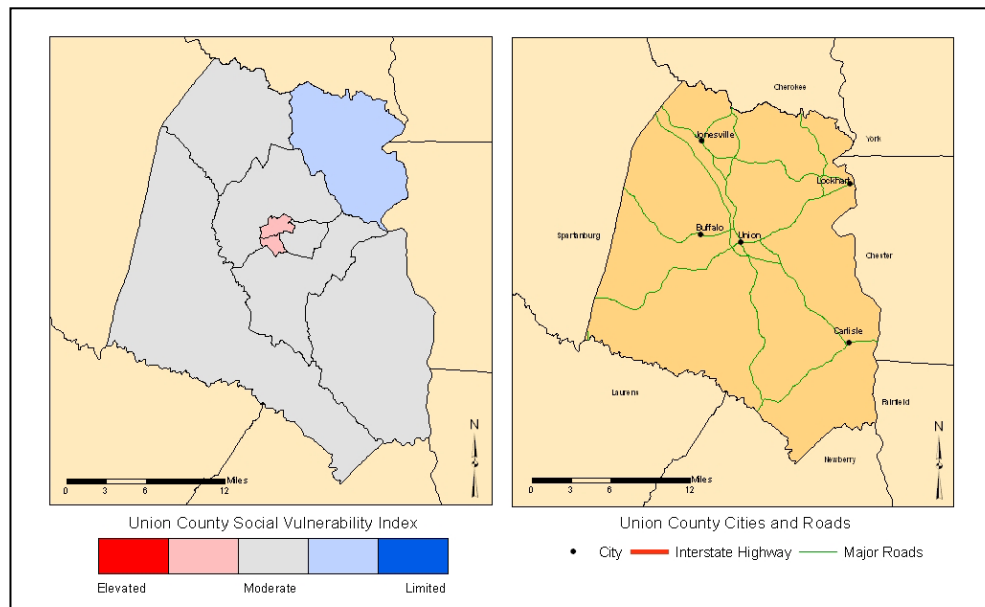 N
Miles
0 3 6 12
Union County Social Vulnerability Index
Elevated Moderate Limited
Cherokee
York
Jonesville
Lockhart
Spartanburg
Buffalo
Union
Chester
Carlisle
Laurens
Fairfield
Newberry
N
Miles
0 3 6 12
Union County Cities and Roads
City Interstate Highway Major Roads